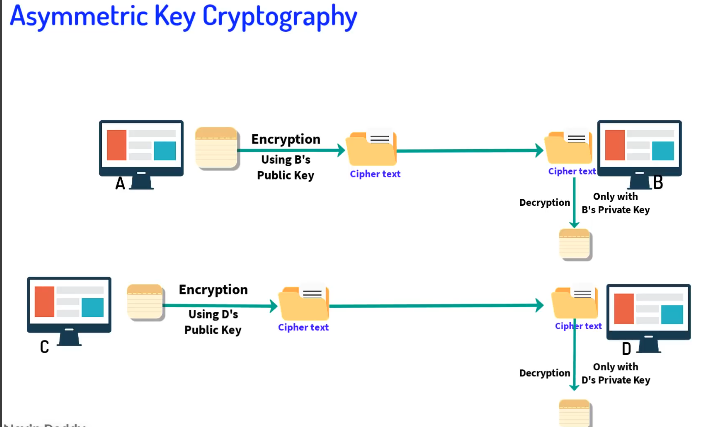 Asymmetric Key Cryptography
Encryption
Using B's
Public Key
Cipher text
Cipher text
A
B
Decryption
Only with
B's Private Key
Encryption
Using D's
Public Key
Cipher text
Cipher text
C
D
Decryption
Only with
D's Private Key